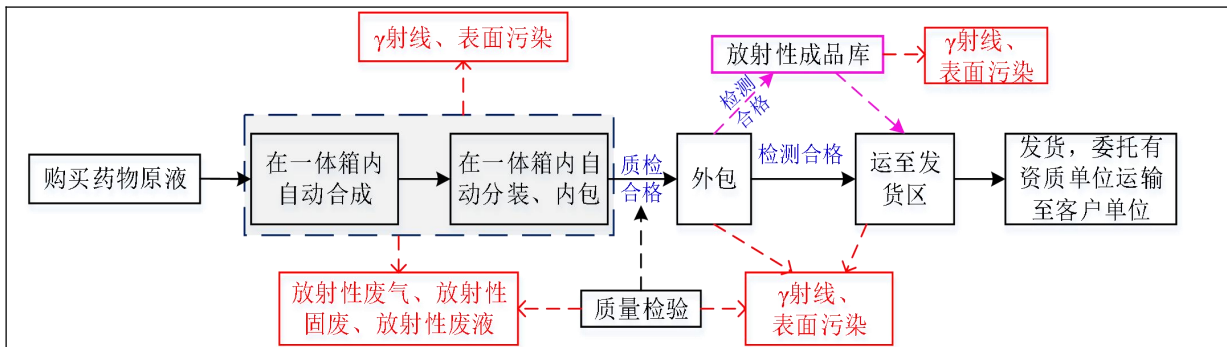 γ射线、表面污染
放射性成品库
γ射线、
表面污染
检测
合格
购买药物原液
在一体箱内
自动合成
在一体箱内自
动分装、内包
质检
合格
外包
检测合格
运至发
货区
发货，委托有
资质单位运输
至客户单位
放射性废气、放射性
固废、放射性废液
质量检验
γ射线、
表面污染